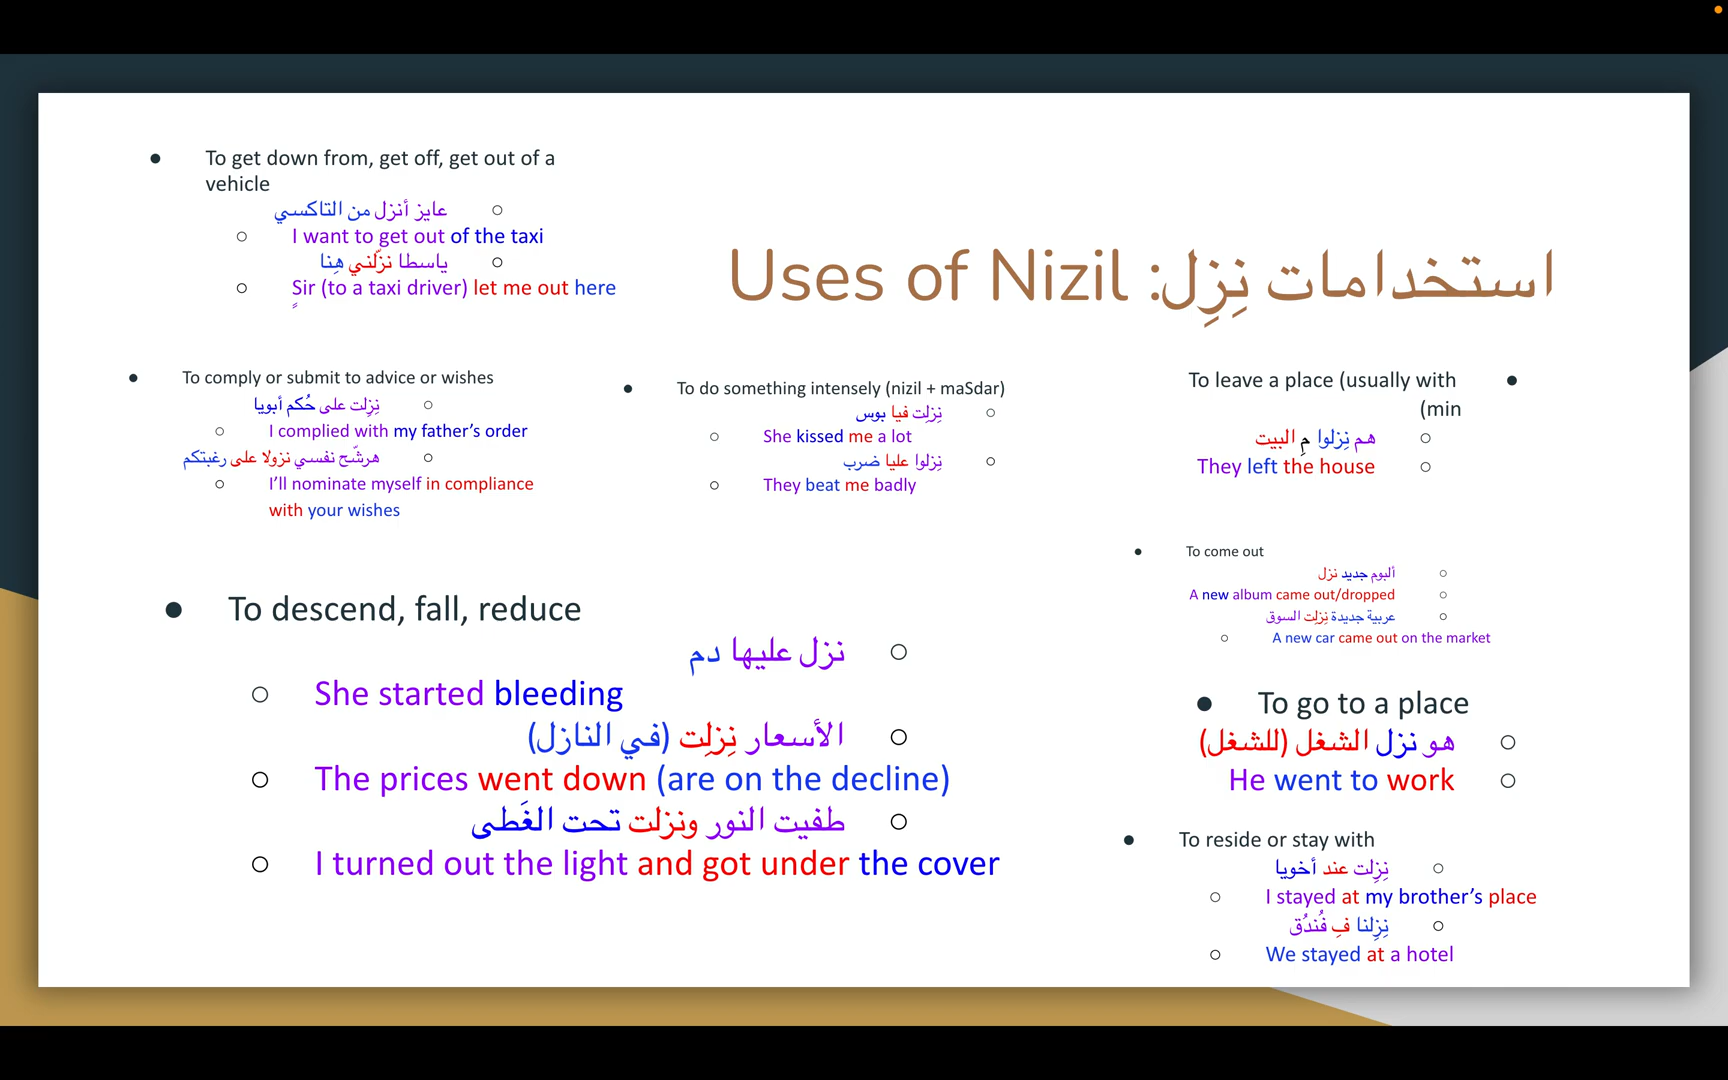 To get down from, get off, get out of a
vehicle
عايز أنزل من التاكسي
I want to get out of the taxi
ياسطا نزّلني هِنا
Sir (to a taxi driver) let me out here
استخدامات نِزِل: Uses of Nizil
To comply or submit to advice or wishes
نِزِلت على حُكم أبويا
I complied with my father's order
هرشّح نفسي نزولا على رغبتكم
I'll nominate myself in compliance
with your wishes
To do something intensely (nizil + maSdar)
نِزِلت فيا بوس
She kissed me a lot
نِزلوا عليا ضرب
They beat me badly
To leave a place (usually with
(min
هم نِزلوا مِ البيت
They left the house
To descend, fall, reduce
نزل عليها دم
She started bleeding
الأسعار نِزلِت (في النازل)
The prices went down (are on the decline)
طفيت النور ونزلت تحت الغَطى
I turned out the light and got under the cover
To come out
ألبوم جديد نزل
A new album came out/dropped
عربية جديدة نِزلِت السوق
A new car came out on the market
To go to a place
هو نزل الشغل (للشغل)
He went to work
To reside or stay with
نِزِلت عند أخويا
I stayed at my brother's place
نِزِلنا فِ فُندُق
We stayed at a hotel